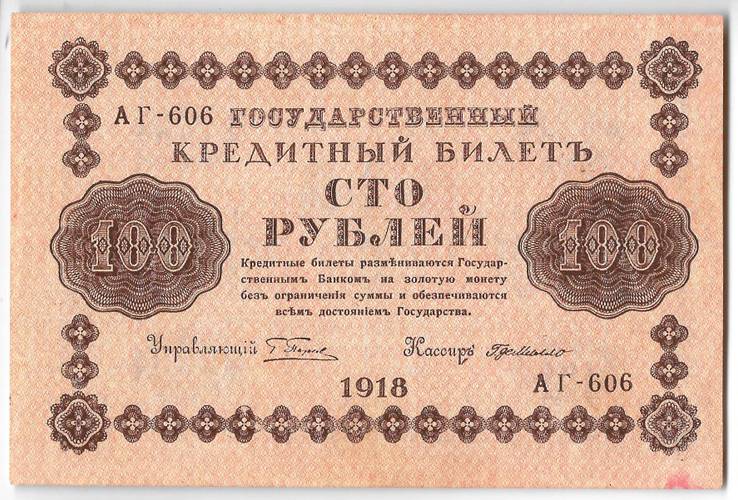 АГ-606 ГОСУДАРСТВЕННЫЙ
КРЕДИТНЫЙ БИЛЕТЪ
СТО
РУБЛЕЙ
100
100
Кредитные билеты размѣниваются Государ-
ственнымъ Банкомъ на золотую монету
безъ ограниченія суммы и обезпечиваются
всѣмъ достояніемъ Государства.
Управляющій
Кассиръ
1918
АГ-606